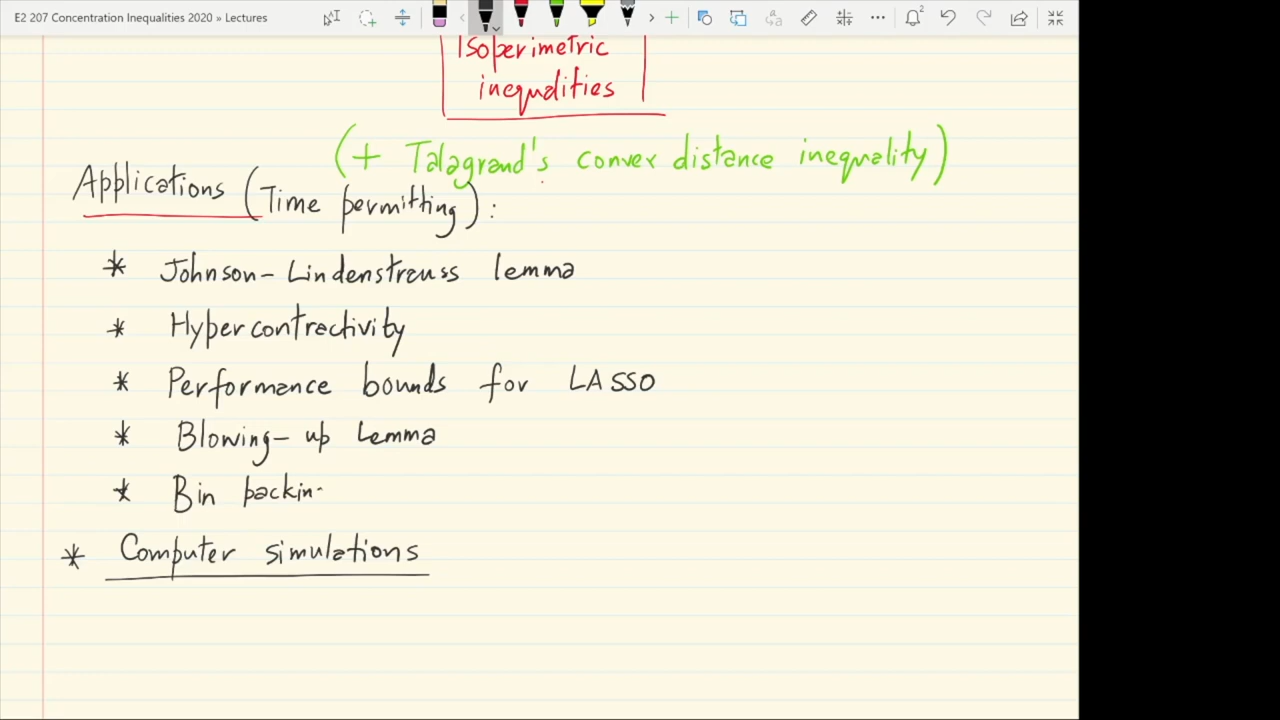 E2 207 Concentration Inequalities 2020 » Lectures
Isoperimetric
inequalities
(+ Talagrand's convex distance inequality)
Applications (Time permitting) :
* Johnson-Lindenstrauss lemma
* Hypercontractivity
* Performance bounds for LASSO
* Blowing-up Lemma
* Bin packin
* Computer simulations